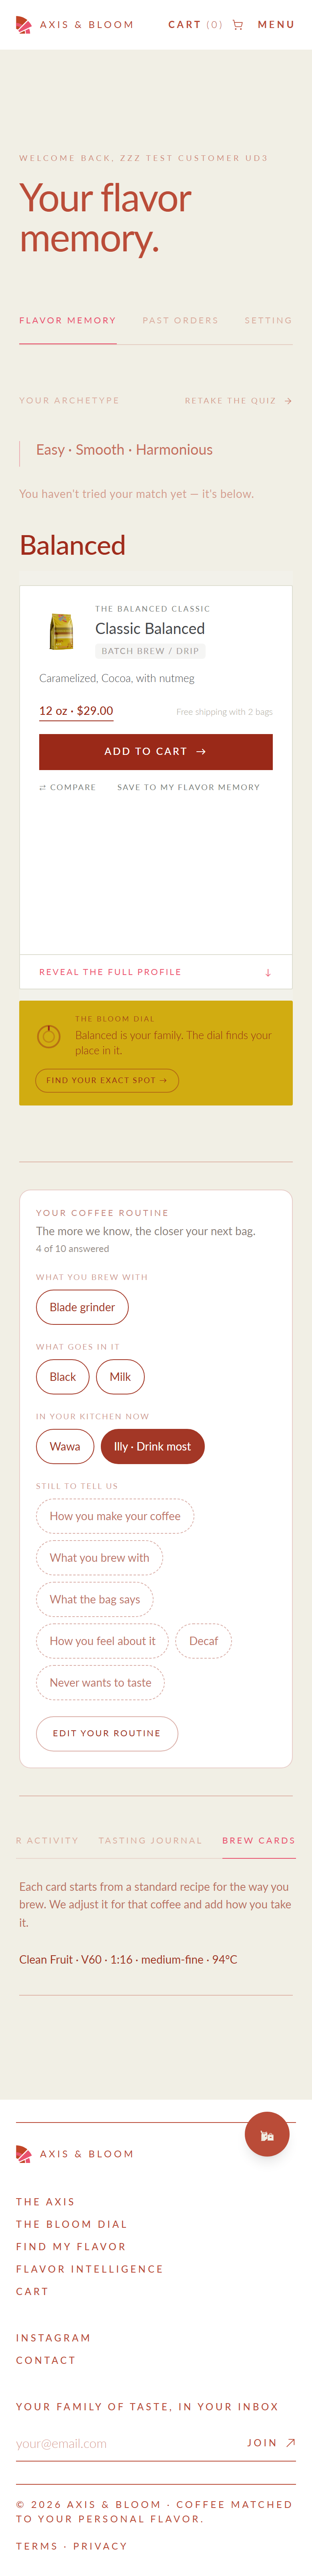 AXIS & BLOOM
CART (0)
MENU
WELCOME BACK, ZZZ TEST CUSTOMER UD3
Your flavor
memory.
FLAVOR MEMORY
PAST ORDERS
SETTING
YOUR ARCHETYPE
RETAKE THE QUIZ →
Easy · Smooth · Harmonious
You haven't tried your match yet — it's below.
Balanced
THE BALANCED CLASSIC
Classic Balanced
BATCH BREW / DRIP
Caramelized, Cocoa, with nutmeg
12 oz · $29.00
Free shipping with 2 bags
ADD TO CART →
⇄ COMPARE
SAVE TO MY FLAVOR MEMORY
REVEAL THE FULL PROFILE ↓
THE BLOOM DIAL
Balanced is your family. The dial finds your
place in it.
FIND YOUR EXACT SPOT →
YOUR COFFEE ROUTINE
The more we know, the closer your next bag.
4 of 10 answered
WHAT YOU BREW WITH
Blade grinder
WHAT GOES IN IT
Black
Milk
IN YOUR KITCHEN NOW
Wawa
Illy · Drink most
STILL TO TELL US
How you make your coffee
What you brew with
What the bag says
How you feel about it
Decaf
Never wants to taste
EDIT YOUR ROUTINE
R ACTIVITY
TASTING JOURNAL
BREW CARDS
Each card starts from a standard recipe for the way you
brew. We adjust it for that coffee and add how you take
it.
Clean Fruit · V60 · 1:16 · medium-fine · 94°C
AXIS & BLOOM
THE AXIS
THE BLOOM DIAL
FIND MY FLAVOR
FLAVOR INTELLIGENCE
CART
INSTAGRAM
CONTACT
YOUR FAMILY OF TASTE, IN YOUR INBOX
your@email.com
JOIN ↗
© 2026 AXIS & BLOOM · COFFEE MATCHED
TO YOUR PERSONAL FLAVOR.
TERMS · PRIVACY